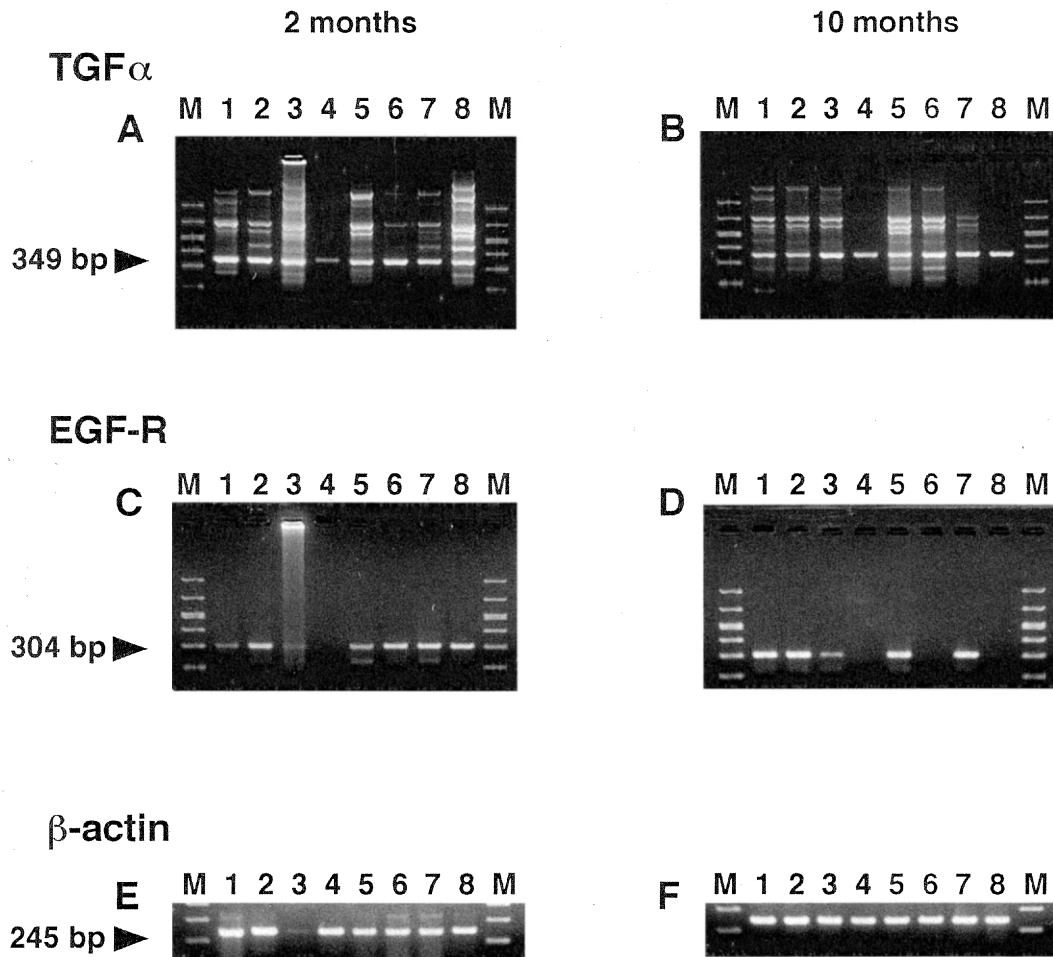 2 months 10 months
TGFα
M 1 2 3 4 5 6 7 8 M M 1 2 3 4 5 6 7 8 M
A B
349 bp
EGF-R
M 1 2 3 4 5 6 7 8 M M 1 2 3 4 5 6 7 8 M
C D
304 bp
β-actin
M 1 2 3 4 5 6 7 8 M M 1 2 3 4 5 6 7 8 M
E F
245 bp